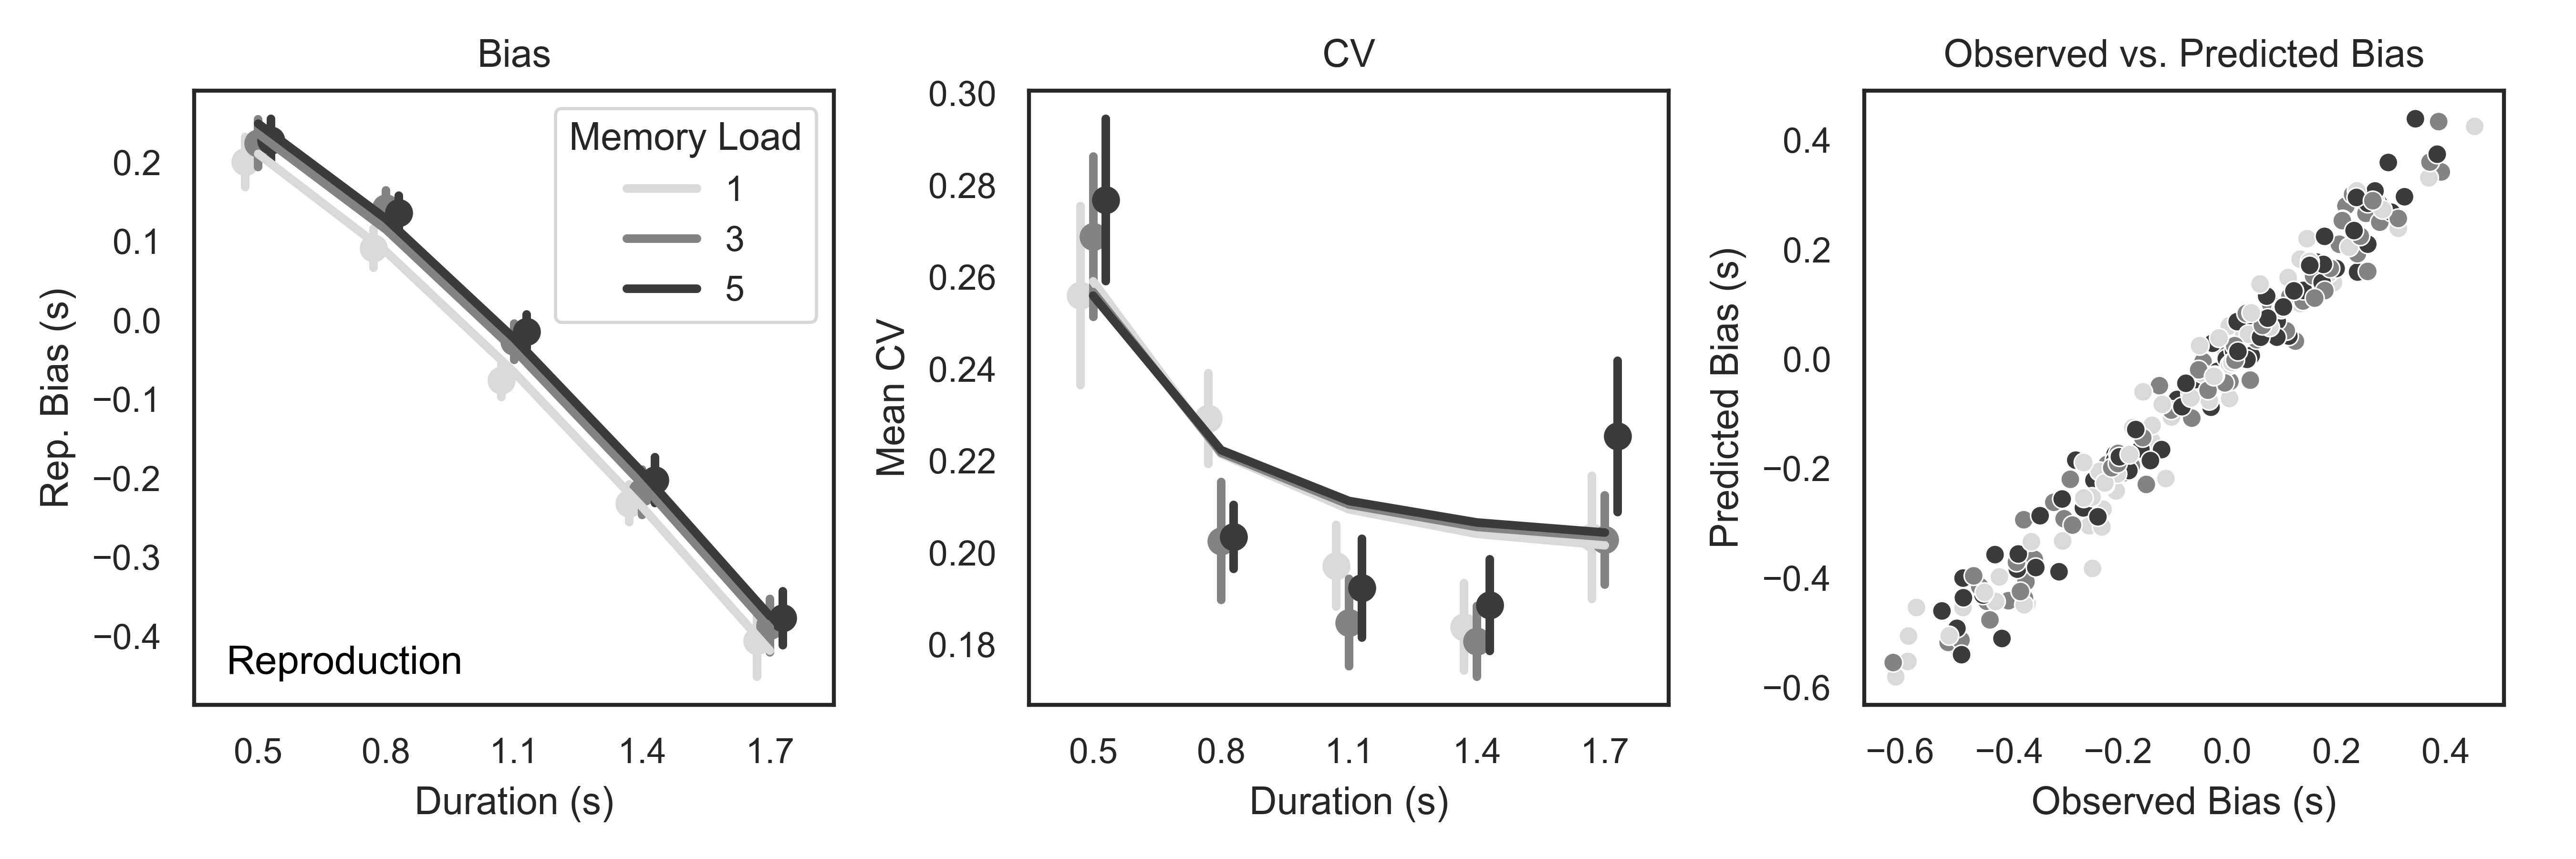 Bias
Rep. Bias (s)
0.2
0.1
0.0
−0.1
−0.2
−0.3
−0.4
Memory Load
1
3
5
Reproduction
0.5 0.8 1.1 1.4 1.7
Duration (s)
CV
Mean CV
0.30
0.28
0.26
0.24
0.22
0.20
0.18
0.5 0.8 1.1 1.4 1.7
Duration (s)
Observed vs. Predicted Bias
Predicted Bias (s)
0.4
0.2
0.0
−0.2
−0.4
−0.6
−0.6 −0.4 −0.2 0.0 0.2 0.4
Observed Bias (s)